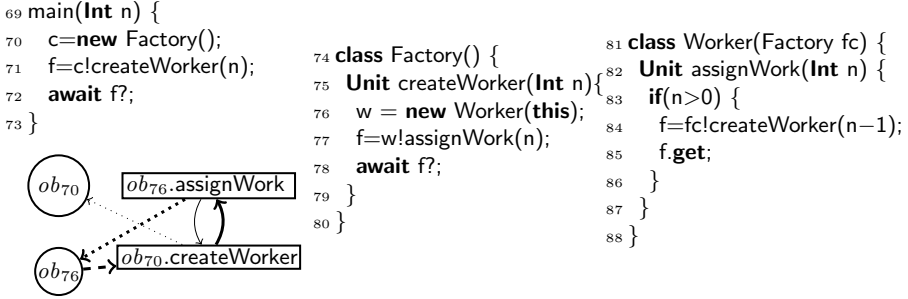 69 main(Int n) {
70 c=new Factory();
71 f=c!createWorker(n);
72 await f?;
73 }
74 class Factory() {
75 Unit createWorker(Int n){
76 w = new Worker(this);
77 f=w!assignWork(n);
78 await f?;
79 }
80 }
81 class Worker(Factory fc) {
82 Unit assignWork(Int n) {
83 if(n>0) {
84 f=fc!createWorker(n−1);
85 f.get;
86 }
87 }
88 }
ob70
ob76.assignWork
ob76
ob70.createWorker